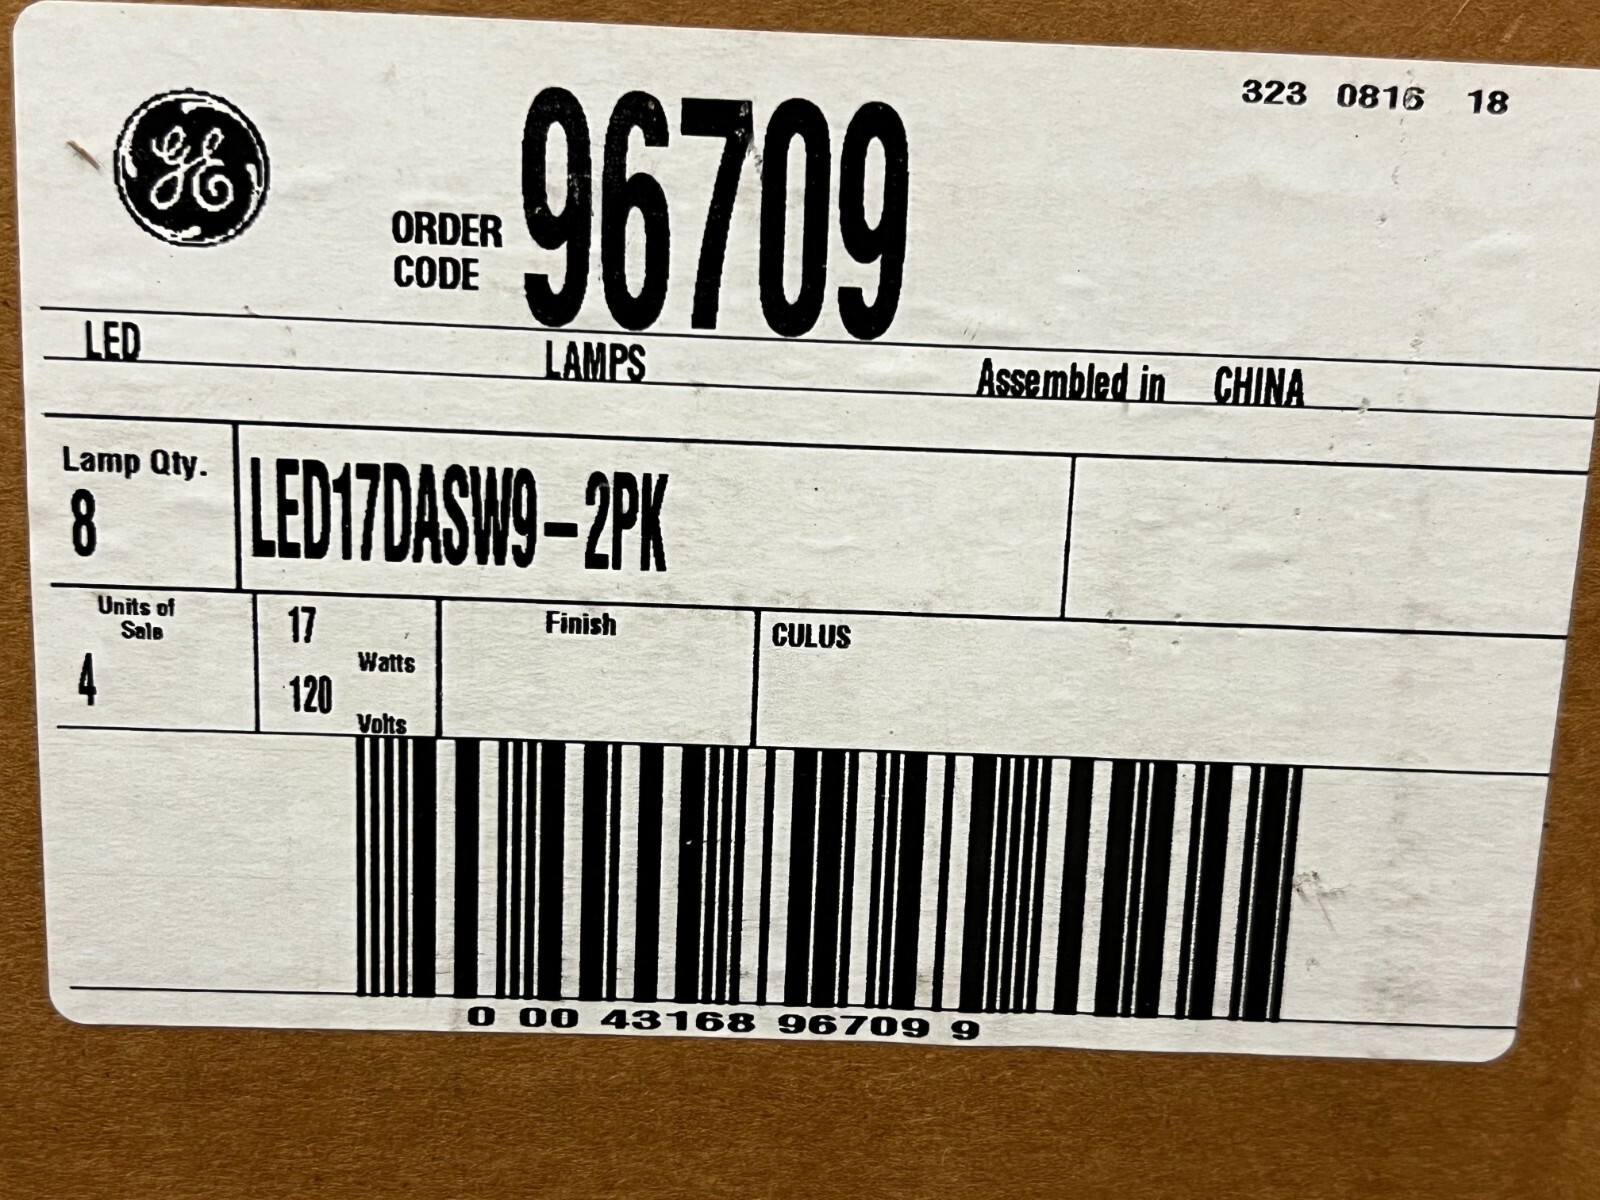 323 0816 18
GE
ORDER CODE 96709
LED LAMPS Assembled in CHINA
Lamp Qty.
8
LED17DASW9-2PK
Units of Sale
4
17 Watts
120 Volts
Finish
CULUS
0 00 43168 96709 9